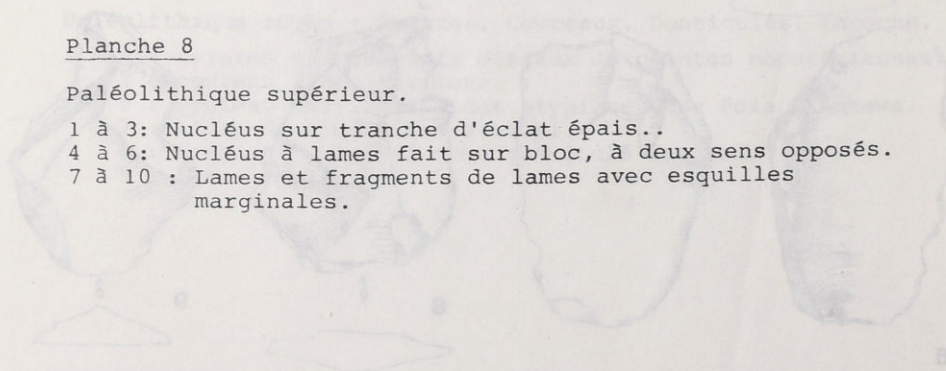 Planche 8
Paléolithique supérieur.
1 à 3: Nucléus sur tranche d'éclat épais..
4 à 6: Nucléus à lames fait sur bloc, à deux sens opposés.
7 à 10 : Lames et fragments de lames avec esquilles
marginales.